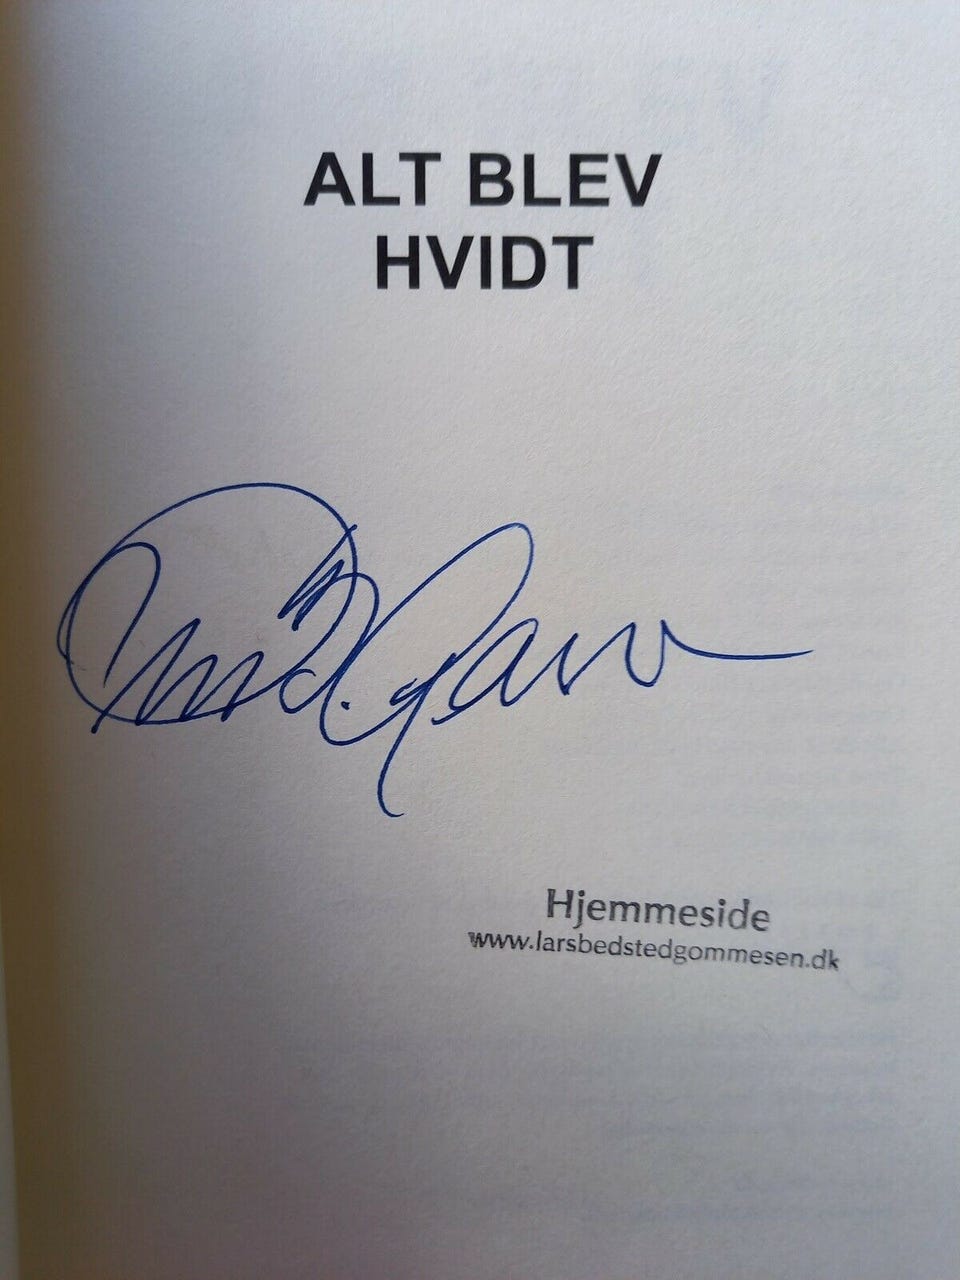 ALT BLEV
HVIDT
Hjemmeside
www.larsbedstedgommesen.dk